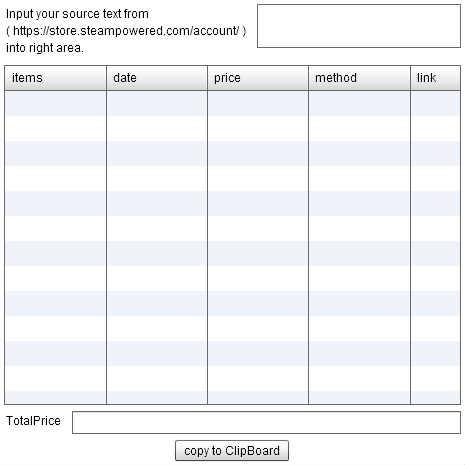 Input your source text from
( https://store.steampowered.com/account/ )
into right area.
items date price method link
TotalPrice
copy to ClipBoard